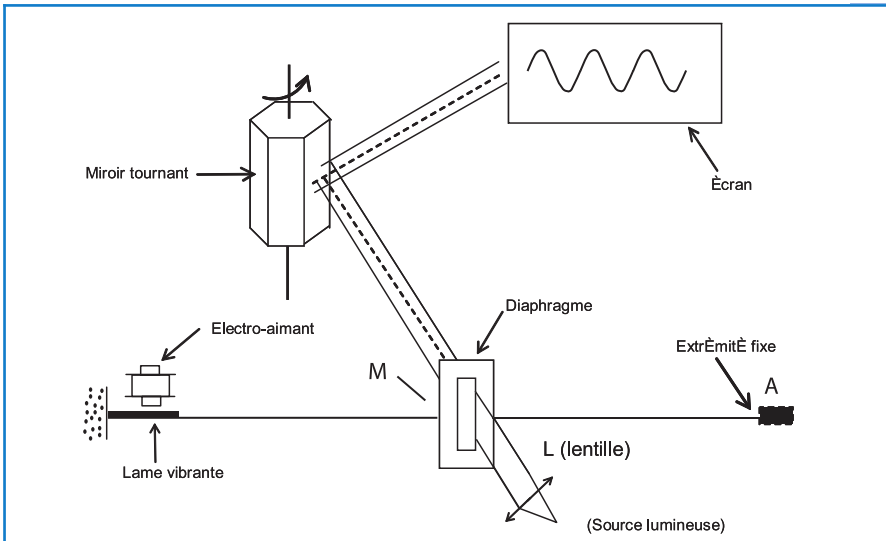 Miroir tournant
Ècran
Electro-aimant
Diaphragme
ExtrÈmitÈ fixe
M
A
L (lentille)
Lame vibrante
(Source lumineuse)